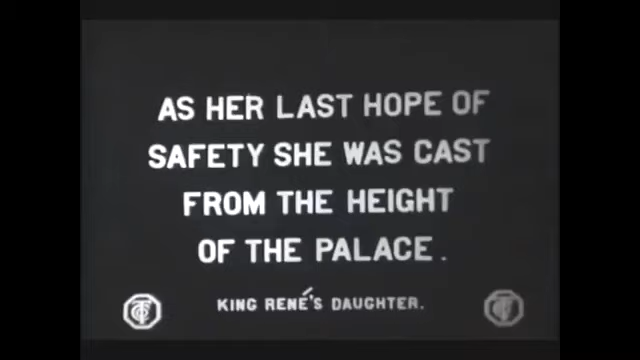 AS HER LAST HOPE OF
SAFETY SHE WAS CAST
FROM THE HEIGHT
OF THE PALACE.
KING RENÉ'S DAUGHTER.